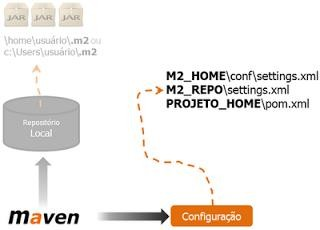 JAR JAR JAR
\home\usuário\.m2 ou
c:\Users\usuário\.m2
M2_HOME\conf\settings.xml
M2_REPO\settings.xml
PROJETO_HOME\pom.xml
Repositório
Local
maven
Configuração